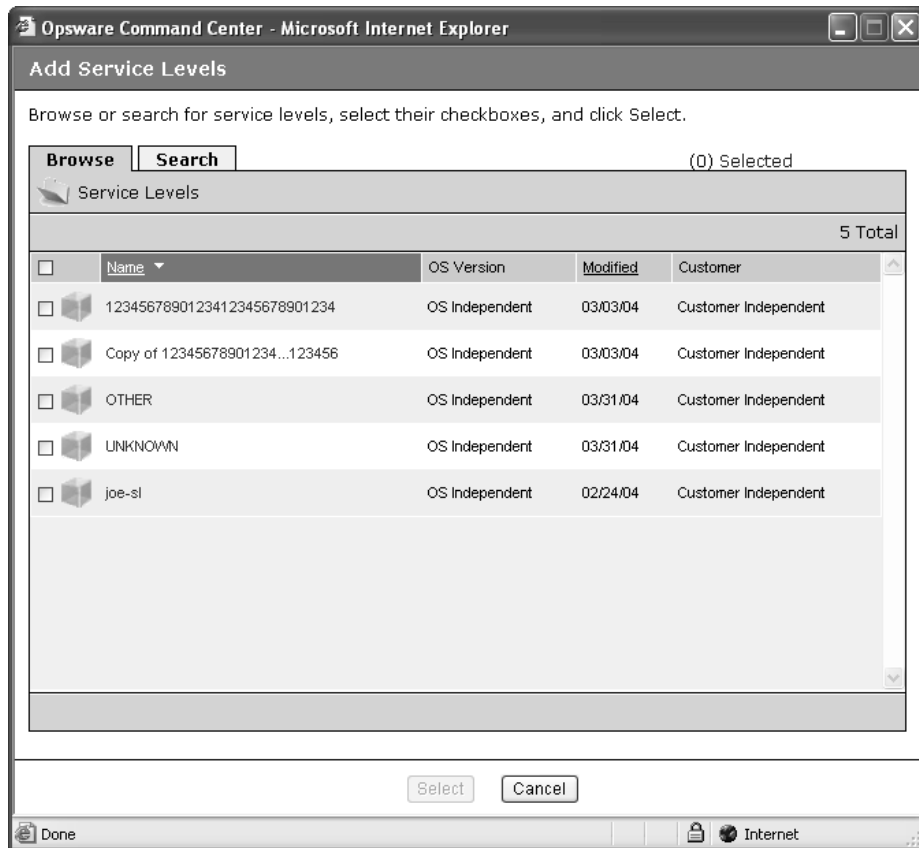 Opsware Command Center - Microsoft Internet Explorer
Add Service Levels
Browse or search for service levels, select their checkboxes, and click Select.
Browse Search (0) Selected
Service Levels
5 Total
Name OS Version Modified Customer
12345678901234123456789​01234 OS Independent 03/03/04 Customer Independent
Copy of 12345678901234...123456 OS Independent 03/03/04 Customer Independent
OTHER OS Independent 03/31/04 Customer Independent
UNKNOWN OS Independent 03/31/04 Customer Independent
joe-sl OS Independent 02/24/04 Customer Independent
Select Cancel
Done Internet